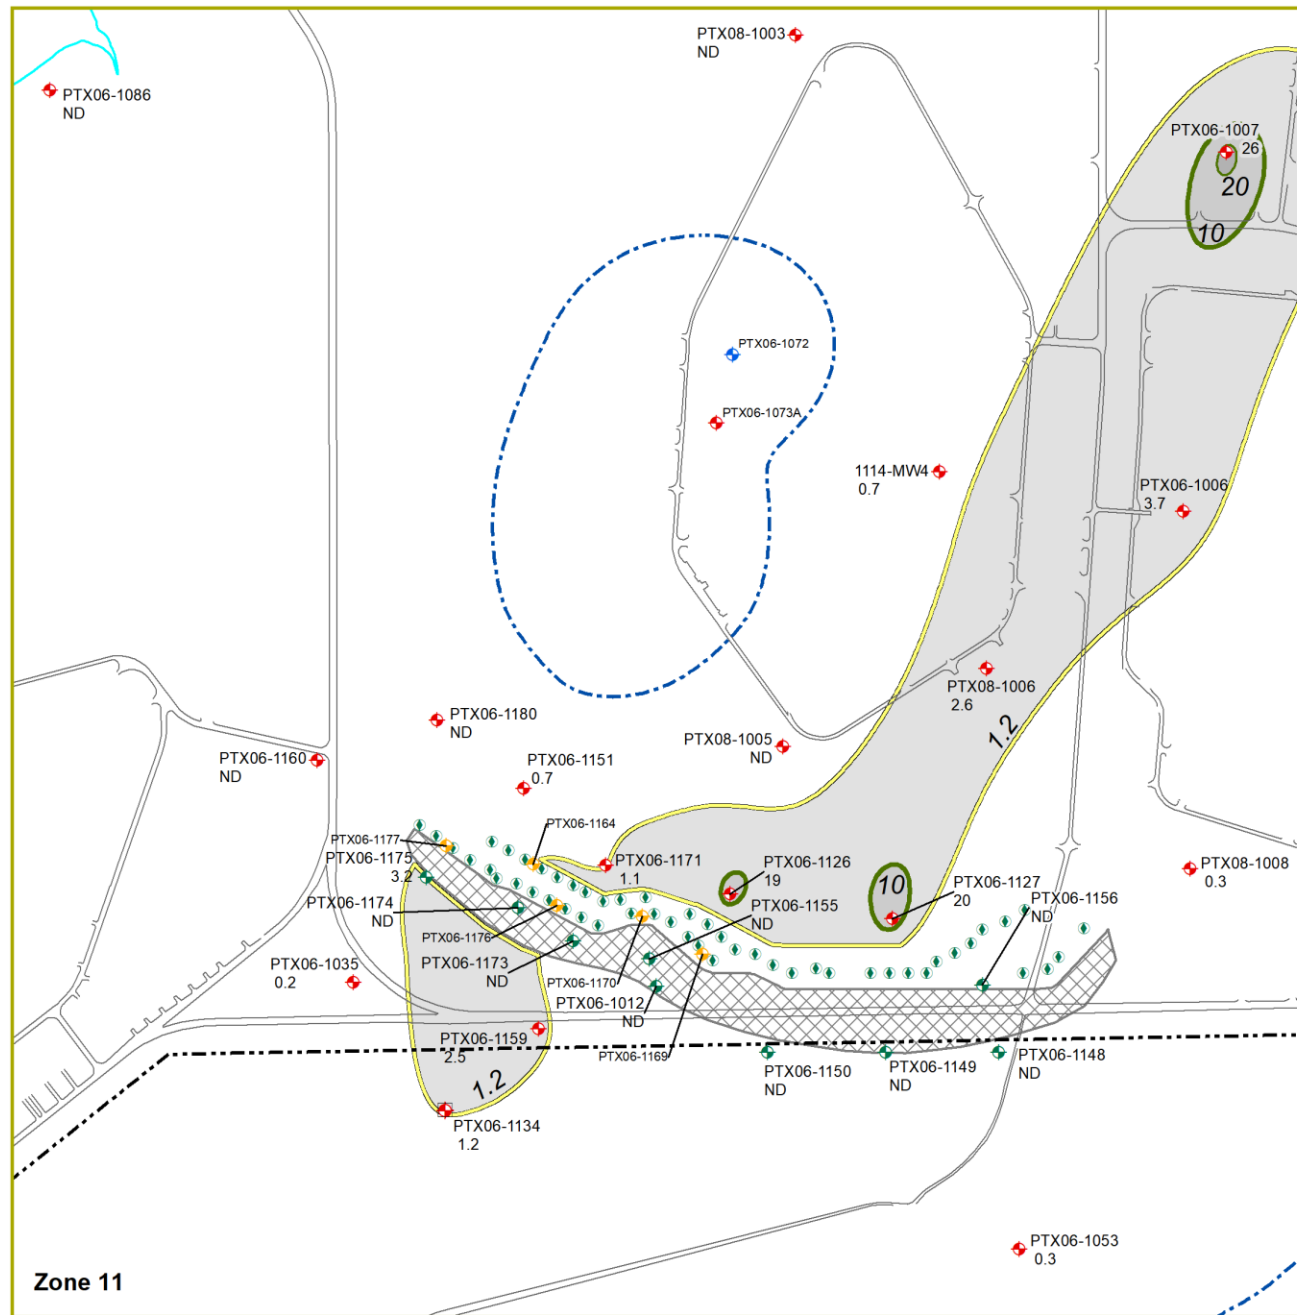 PTX08-1003
ND
PTX06-1086
ND
PTX06-1007
26
20
10
PTX06-1072
PTX06-1073A
1114-MW4
0.7
PTX06-1006
3.7
PTX08-1006
2.6
1.2
PTX06-1180
ND
PTX08-1005
ND
PTX06-1160
ND
PTX06-1151
0.7
PTX06-1164
PTX06-1177
PTX06-1175
3.2
PTX06-1171
1.1
PTX06-1126
19
10
PTX06-1127
20
PTX08-1008
0.3
PTX06-1174
ND
PTX06-1155
ND
PTX06-1156
ND
PTX06-1176
PTX06-1173
ND
PTX06-1035
0.2
PTX06-1170
PTX06-1012
ND
PTX06-1159
2.5
PTX06-1169
PTX06-1150
ND
PTX06-1149
ND
PTX06-1148
ND
1.2
PTX06-1134
1.2
PTX06-1053
0.3
Zone 11